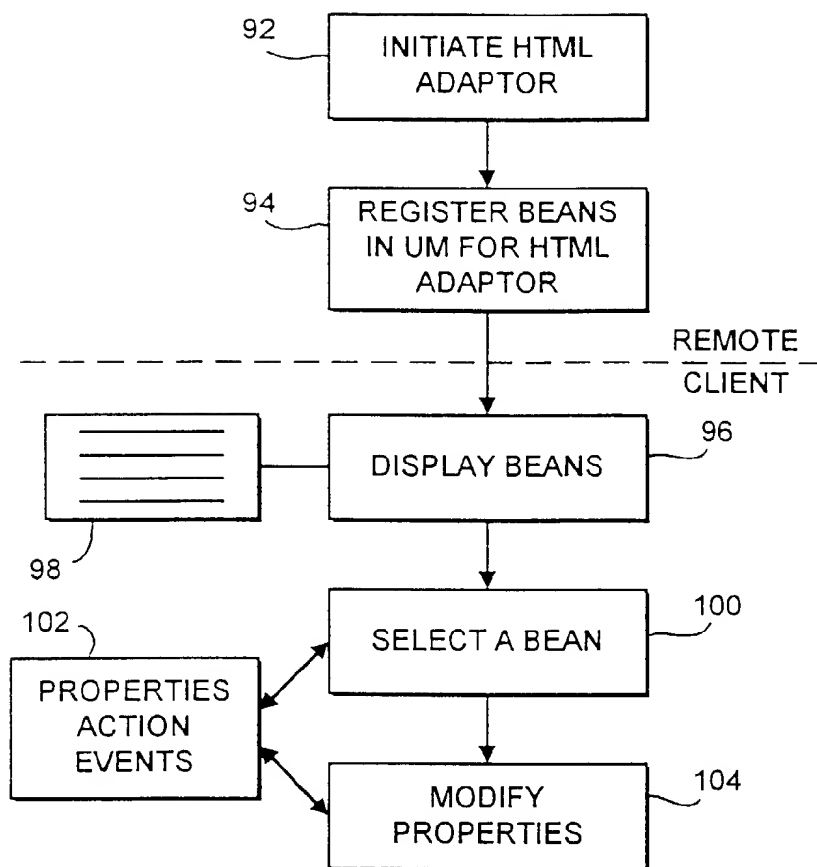 92
INITIATE HTML
ADAPTOR
94
REGISTER BEANS
IN UM FOR HTML
ADAPTOR
REMOTE
CLIENT
96
DISPLAY BEANS
98
100
SELECT A BEAN
102
PROPERTIES
ACTION
EVENTS
104
MODIFY
PROPERTIES